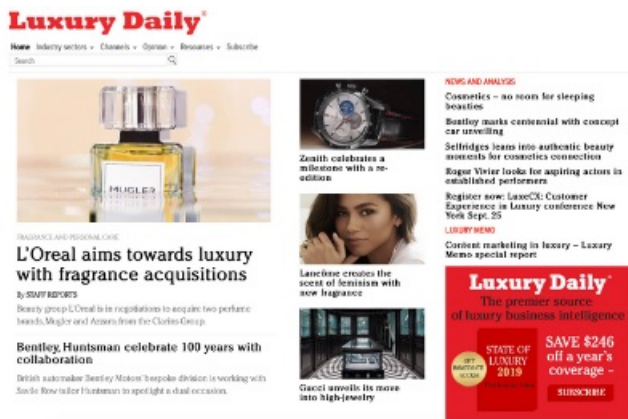 Luxury Daily®
Home Industry sectors Channels Opinion Resources Subscribe
Search
MUGLER
FRAGRANCE AND PERSONAL CARE
L'Oreal aims towards luxury
with fragrance acquisitions
By STAFF REPORTS
Beauty group L'Oreal is in negotiations to acquire two perfume
brands, Mugler and Azzaro, from the Clarins Group.
Bentley, Huntsman celebrate 100 years with
collaboration
British automaker Bentley Motors' bespoke division is working with
Savile Row tailor Huntsman to spotlight a dual occasion.
Zenith celebrates a
milestone with a re-
edition
Lancôme creates the
scent of feminism with
new fragrance
Gucci unveils its move
into high-jewelry
NEWS AND ANALYSIS
Cosmetics – no room for sleeping
beauties
Bentley marks centennial with concept
car unveiling
Selfridges leans into authentic beauty
moments for cosmetics connection
Roger Vivier looks for aspiring actors in
established performers
Register now: LuxeCX: Customer
Experience in Luxury conference New
York Sept. 25
LUXURY MEMO
Content marketing in luxury – Luxury
Memo special report
Luxury Daily®
The premier source
of luxury business intelligence
STATE OF
LUXURY
2019
GET
IMMEDIATE
ACCESS
SAVE $246
off a year's
coverage –
SUBSCRIBE